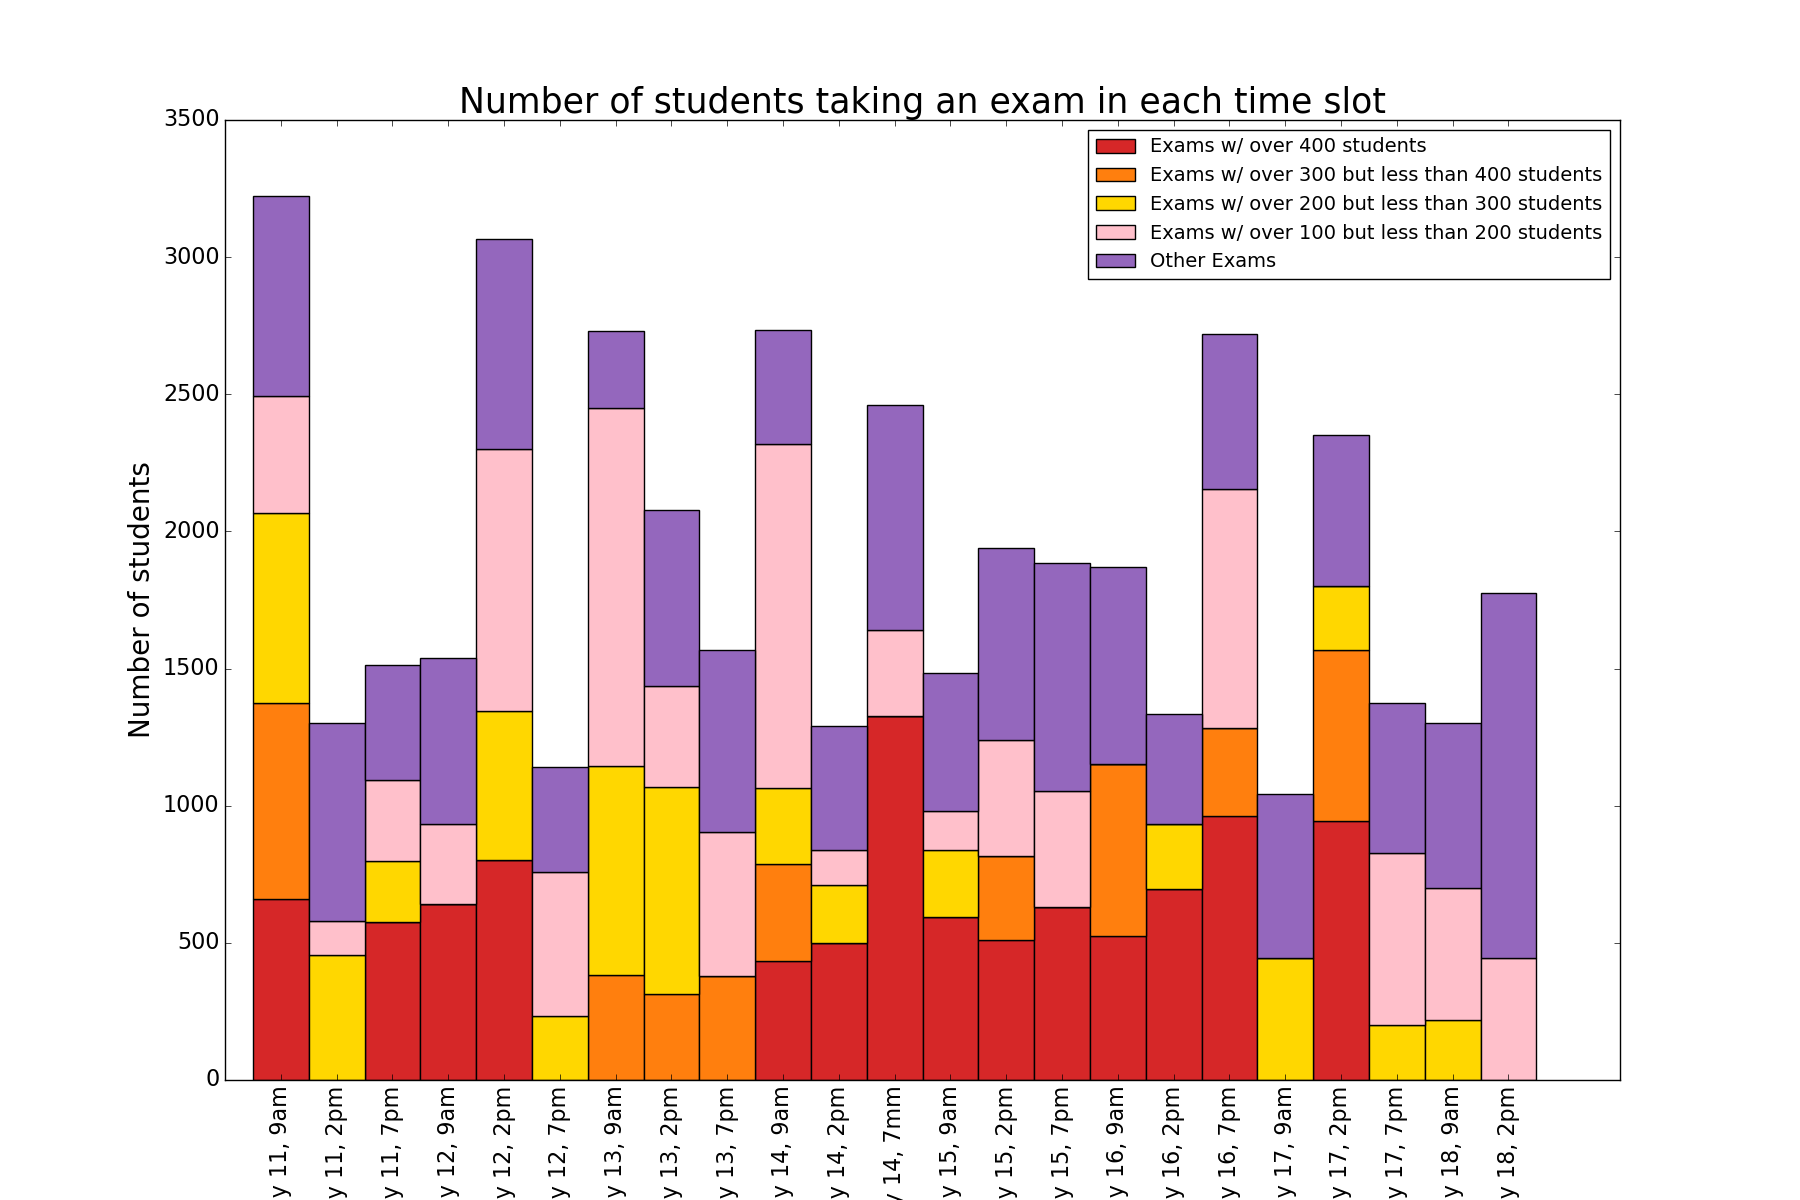 Number of students taking an exam in each time slot
3500
3000
2500
2000
1500
1000
500
0
Number of students
Exams w/ over 400 students
Exams w/ over 300 but less than 400 students
Exams w/ over 200 but less than 300 students
Exams w/ over 100 but less than 200 students
Other Exams
y 11, 9am
y 11, 2pm
y 11, 7pm
y 12, 9am
y 12, 2pm
y 12, 7pm
y 13, 9am
y 13, 2pm
y 13, 7pm
y 14, 9am
y 14, 2pm
y 14, 7mm
y 15, 9am
y 15, 2pm
y 15, 7pm
y 16, 9am
y 16, 2pm
y 16, 7pm
y 17, 9am
y 17, 2pm
y 17, 7pm
y 18, 9am
y 18, 2pm